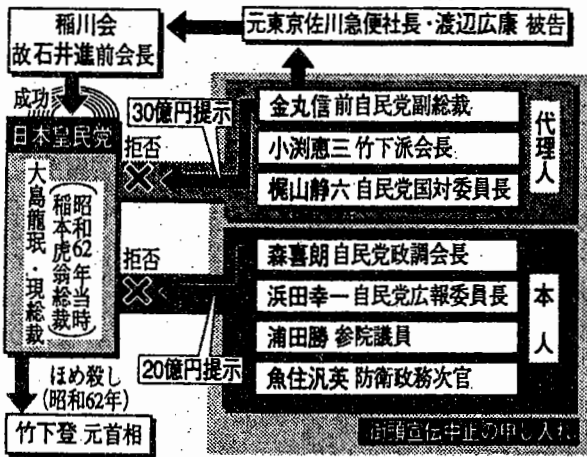 稲川会
故石井進前会長
元東京佐川急便社長・渡辺広康 被告
成功
30億円提示
日本皇民党
拒否
大島竜珉・現総裁
(昭和62年当時
稲本虎翁総裁)
金丸信 前自民党副総裁
小渕恵三 竹下派会長
梶山静六 自民党国対委員長
代理人
拒否
森喜朗 自民党政調会長
浜田幸一 自民党広報委員長
浦田勝 参院議員
魚住汎英 防衛政務次官
本人
20億円提示
ほめ殺し
(昭和62年)
竹下登 元首相
街頭宣伝中止の申し入れ